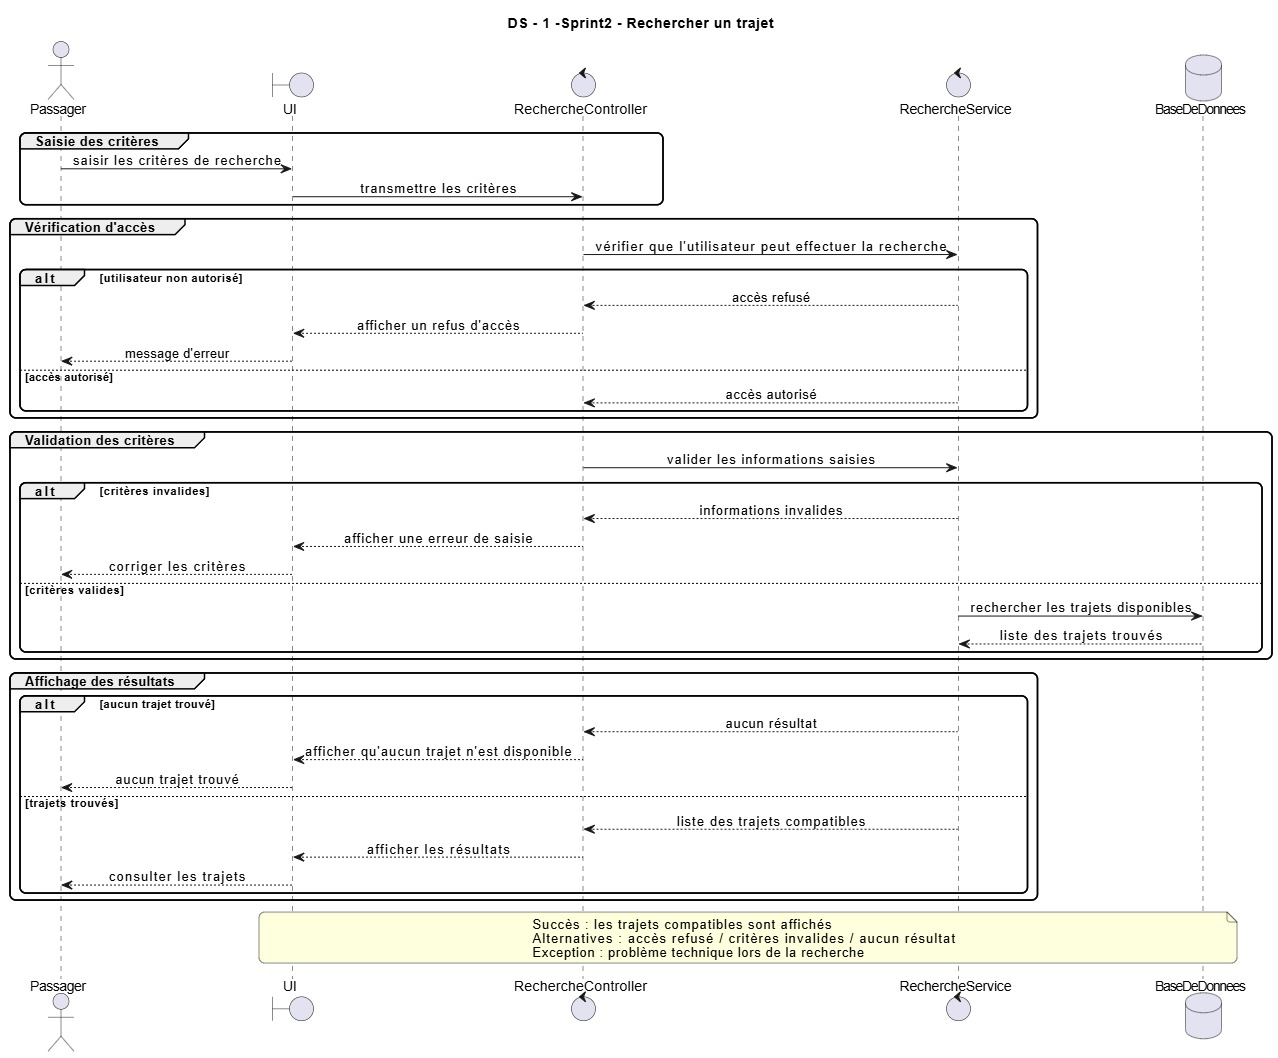 DS - 1 -Sprint2 - Rechercher un trajet
Passager
UI
RechercheController
RechercheService
BaseDeDonnees
Saisie des critères
saisir les critères de recherche
transmettre les critères
Vérification d'accès
vérifier que l'utilisateur peut effectuer la recherche
alt [utilisateur non autorisé]
accès refusé
afficher un refus d'accès
message d'erreur
[accès autorisé]
accès autorisé
Validation des critères
valider les informations saisies
alt [critères invalides]
informations invalides
afficher une erreur de saisie
corriger les critères
[critères valides]
rechercher les trajets disponibles
liste des trajets trouvés
Affichage des résultats
alt [aucun trajet trouvé]
aucun résultat
afficher qu'aucun trajet n'est disponible
aucun trajet trouvé
[trajets trouvés]
liste des trajets compatibles
afficher les résultats
consulter les trajets
Succès : les trajets compatibles sont affichés
Alternatives : accès refusé / critères invalides / aucun résultat
Exception : problème technique lors de la recherche
Passager
UI
RechercheController
RechercheService
BaseDeDonnees